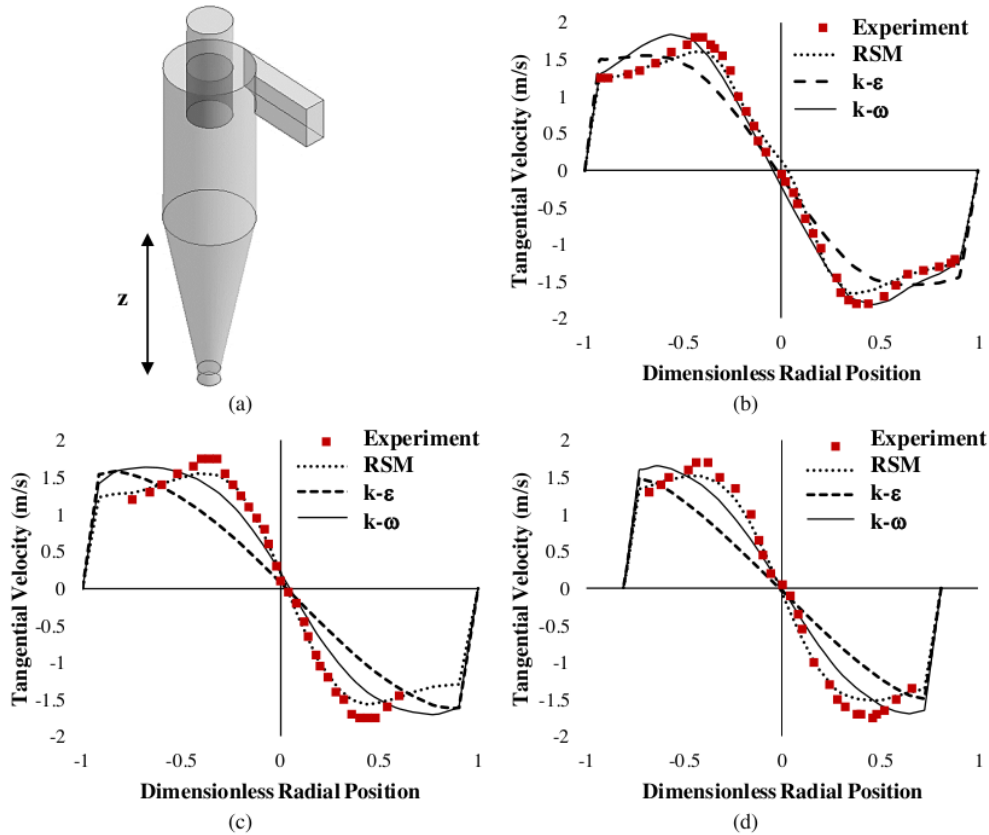 z
(a)
Experiment
RSM
k-ε
k-ω
Tangential Velocity (m/s)
2
1.5
1
0.5
0
-0.5
-1
-1.5
-2
-1
-0.5
0
0.5
1
Dimensionless Radial Position
(b)
Experiment
RSM
k-ε
k-ω
Tangential Velocity (m/s)
2
1.5
1
0.5
0
-0.5
-1
-1.5
-2
-1
-0.5
0
0.5
1
Dimensionless Radial Position
(c)
Experiment
RSM
k-ε
k-ω
Tangential Velocity (m/s)
2
1.5
1
0.5
0
-0.5
-1
-1.5
-2
-1
-0.5
0
0.5
1
Dimensionless Radial Position
(d)